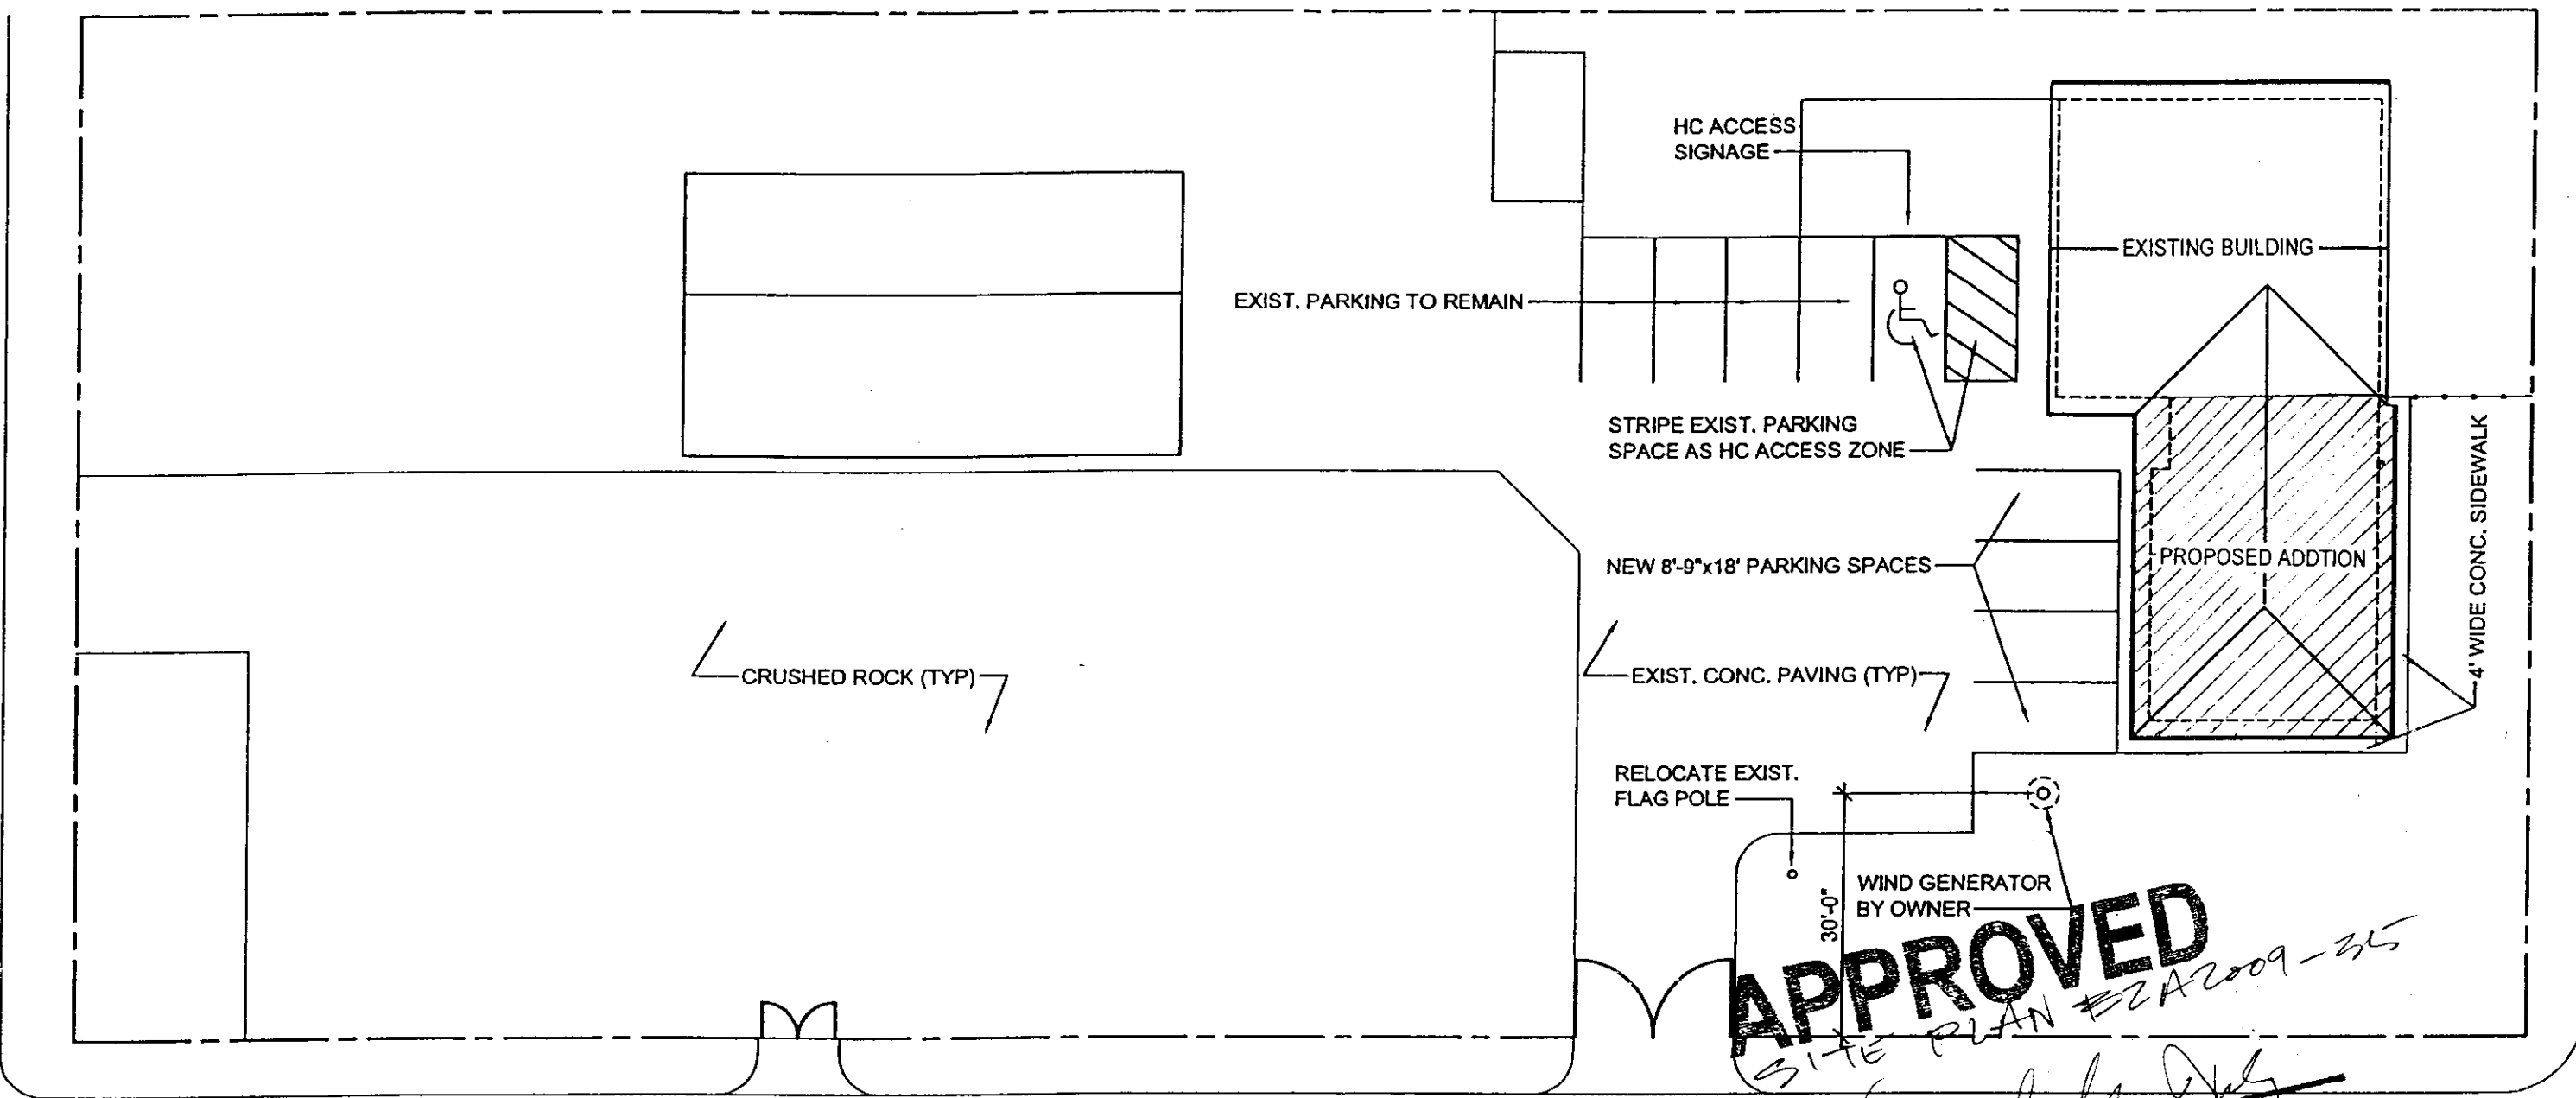 HC ACCESS
SIGNAGE
EXISTING BUILDING
EXIST. PARKING TO REMAIN
STRIPE EXIST. PARKING
SPACE AS HC ACCESS ZONE
4' WIDE CONC. SIDEWALK
NEW 8'-9"x18' PARKING SPACES
PROPOSED ADDTION
CRUSHED ROCK (TYP)
EXIST. CONC. PAVING (TYP)
RELOCATE EXIST.
FLAG POLE
30'-0"
WIND GENERATOR
BY OWNER
APPROVED
SITE PLAN BZA2009-35